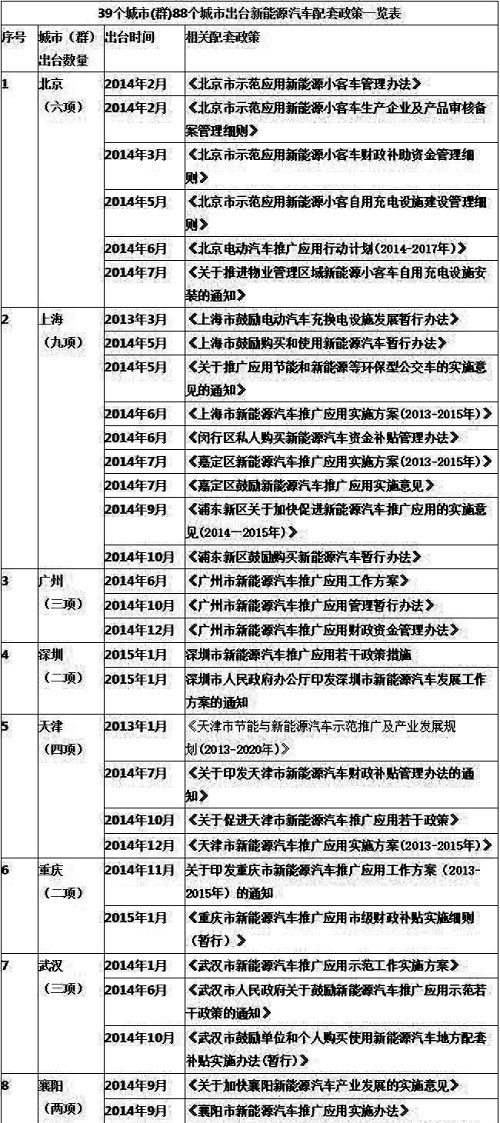 39个城市(群)88个城市出台新能源汽车配套政策一览表
序号 城市（群） 出台时间 相关配套政策
出台数量
1 北京 2014年2月 《北京市示范应用新能源小客车管理办法》
（六项） 2014年2月 《北京市示范应用新能源小客车生产企业及产品审核备
案管理细则》
2014年3月 《北京市示范应用新能源小客车财政补助资金管理细
则》
2014年5月 《北京市示范应用新能源小客自用充电设施建设管理细
则》
2014年6月 《北京电动汽车推广应用行动计划(2014-2017年)》
2014年7月 《关于推进物业管理区域新能源小客车自用充电设施安
装的通知》
2 上海 2013年3月 《上海市鼓励电动汽车充换电设施发展暂行办法》
（九项） 2014年5月 《上海市鼓励购买和使用新能源汽车暂行办法》
2014年5月 《关于推广应用节能和新能源等环保型公交车的实施意
见的通知》
2014年6月 《上海市新能源汽车推广应用实施方案(2013-2015年)》
2014年6月 《闵行区私人购买新能源汽车资金补贴管理办法》
2014年7月 《嘉定区新能源汽车推广应用实施方案(2013-2015年)》
2014年7月 《嘉定区鼓励新能源汽车推广应用实施意见》
2014年9月 《浦东新区关于加快促进新能源汽车推广应用的实施意
见(2014－2015年)》
2014年10月 《浦东新区鼓励购买新能源汽车暂行办法》
3 广州 2014年6月 《广州市新能源汽车推广应用工作方案》
（三项） 2014年10月 《广州市新能源汽车推广应用管理暂行办法》
2014年12月 《广州市新能源汽车推广应用财政资金管理办法》
4 深圳 2015年1月 深圳市新能源汽车推广应用若干政策措施
（二项） 2015年1月 深圳市人民政府办公厅印发深圳市新能源汽车发展工作
方案的通知
5 天津 2013年1月 《天津市节能与新能源汽车示范推广及产业发展规
（四项） 划(2013-2020年)》
2014年7月 《关于印发天津市新能源汽车财政补贴管理办法的通
知》
2014年10月 《关于促进天津市新能源汽车推广应用若干政策》
2014年12月 《天津市新能源汽车推广应用实施方案(2013-2015年)》
6 重庆 2014年11月 关于印发重庆市新能源汽车推广应用工作方案（2013-
（二项） 2015年）的通知
2015年1月 《重庆市新能源汽车推广应用市级财政补贴实施细则
（暂行）》
7 武汉 2014年1月 《武汉市新能源汽车推广应用示范工作实施方案》
（三项） 2014年6月 《武汉市人民政府关于鼓励新能源汽车推广应用示范若
干政策的通知》
2014年10月 《武汉市鼓励单位和个人购买使用新能源汽车地方配套
补贴实施办法(暂行)》
8 襄阳 2014年9月 《关于加快襄阳新能源汽车产业发展的实施意见》
（两项） 2014年9月 《襄阳市新能源汽车推广应用实施办法》